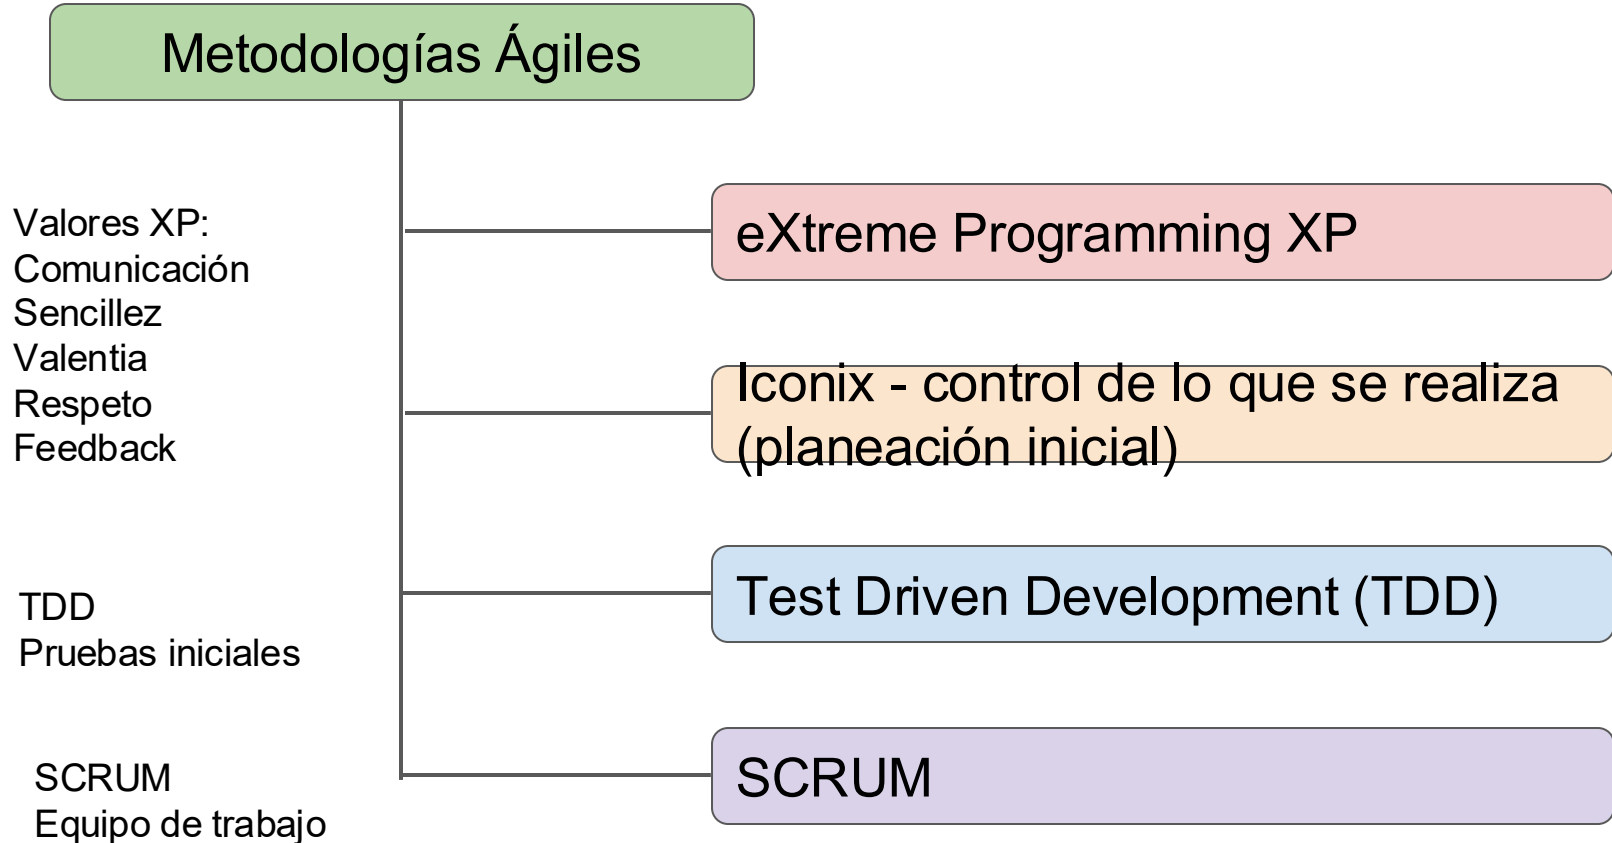 Metodologías Ágiles
Valores XP:
Comunicación
Sencillez
Valentia
Respeto
Feedback
eXtreme Programming XP
Iconix - control de lo que se realiza
(planeación inicial)
TDD
Pruebas iniciales
Test Driven Development (TDD)
SCRUM
Equipo de trabajo
SCRUM